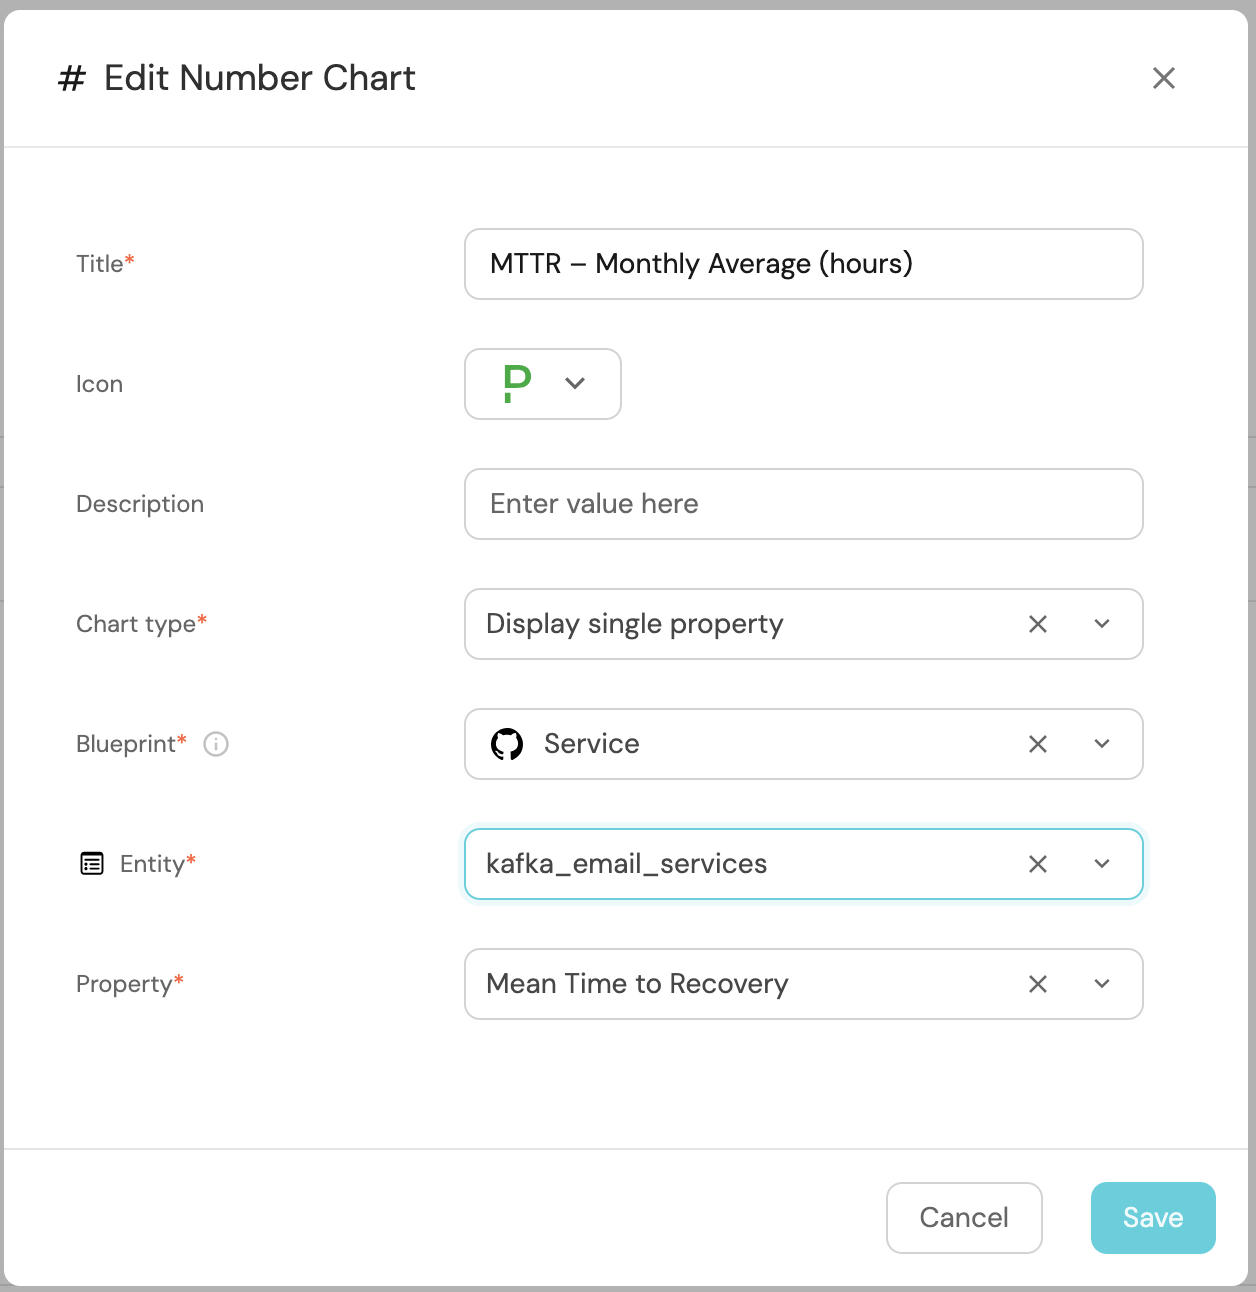 # Edit Number Chart
Title*
MTTR – Monthly Average (hours)
Icon
Description
Enter value here
Chart type*
Display single property
Blueprint*
Service
Entity*
kafka_email_services
Property*
Mean Time to Recovery
Cancel
Save